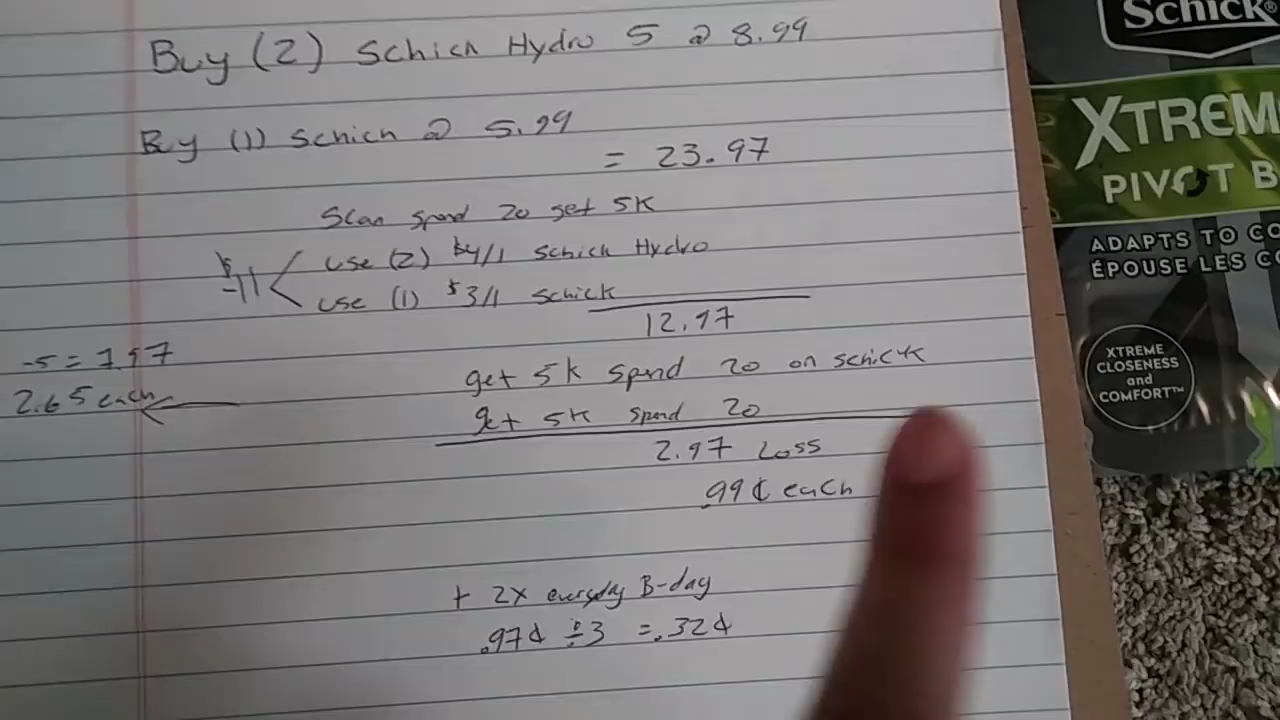 Buy (2) Schick Hydro 5 @ 8.99
Buy (1) Schick @ 5.99
= 23.97
Scan spend 20 get 5K
use (2) $4/1 Schick Hydro
$-11
use (1) $3/1 Schick
12.97
-5 = 7.97
2.65 each
get 5K spend 20 on schick
get 5K spend 20
2.97 Loss
.99¢ each
+ 2x everyday B-day
.97¢ ÷ 3 = .32¢
Schick®
XTREM
PIVOT B
ADAPTS TO CO
ÉPOUSE LES C
XTREME
CLOSENESS
and
COMFORT™